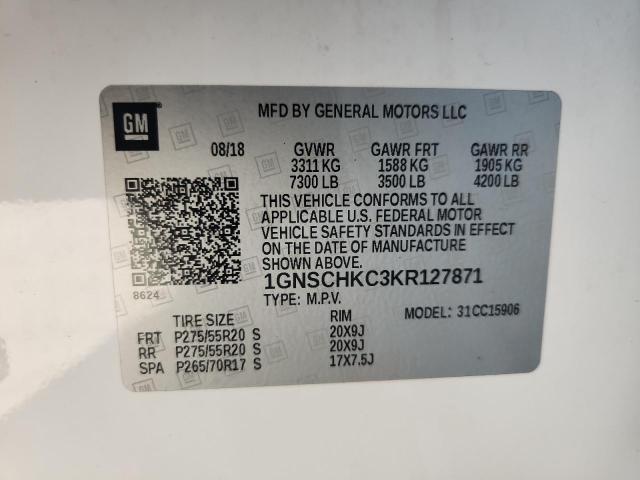 GM
MFD BY GENERAL MOTORS LLC
08/18 GVWR GAWR FRT GAWR RR
3311 KG 1588 KG 1905 KG
7300 LB 3500 LB 4200 LB
THIS VEHICLE CONFORMS TO ALL
APPLICABLE U.S. FEDERAL MOTOR
VEHICLE SAFETY STANDARDS IN EFFECT
ON THE DATE OF MANUFACTURE
SHOWN ABOVE.
8624
1GNSCHKC3KR127871
TYPE: M.P.V. MODEL: 31CC15906
TIRE SIZE RIM
FRT P275/55R20 S 20X9J
RR P275/55R20 S 20X9J
SPA P265/70R17 S 17X7.5J